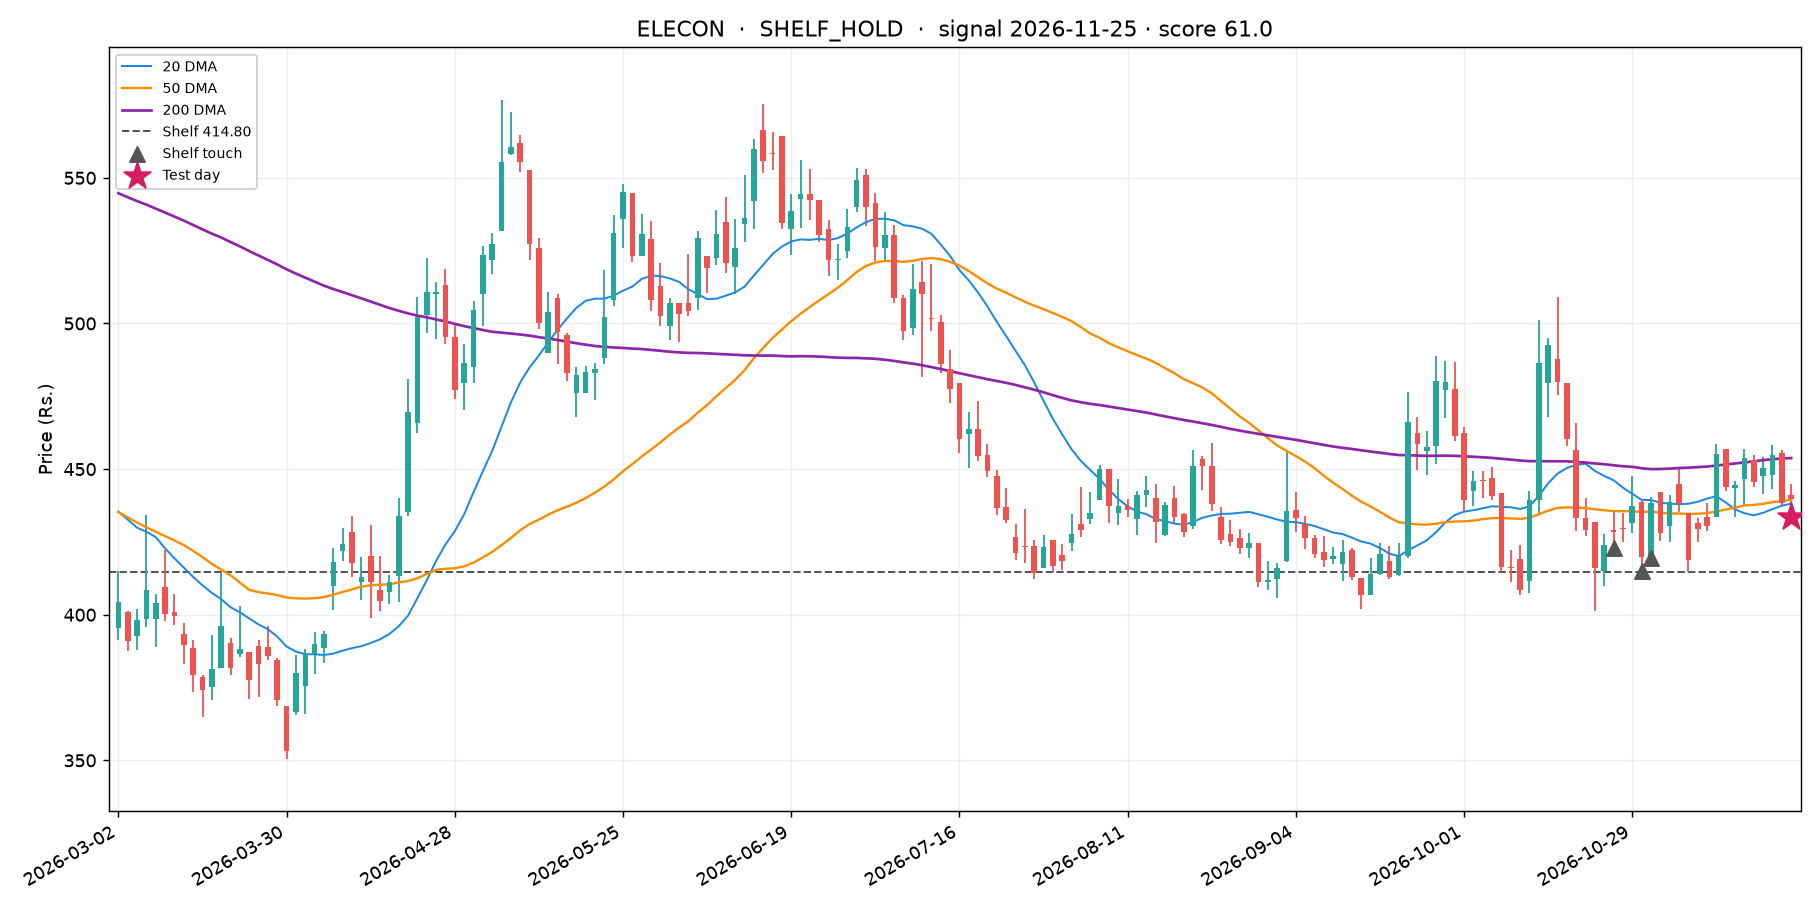 ELECON · SHELF_HOLD · signal 2026-11-25 · score 61.0
20 DMA
50 DMA
200 DMA
Shelf 414.80
Shelf touch
Test day
Price (Rs.)
550
500
450
400
350
2026-03-02
2026-03-30
2026-04-28
2026-05-25
2026-06-19
2026-07-16
2026-08-11
2026-09-04
2026-10-01
2026-10-29